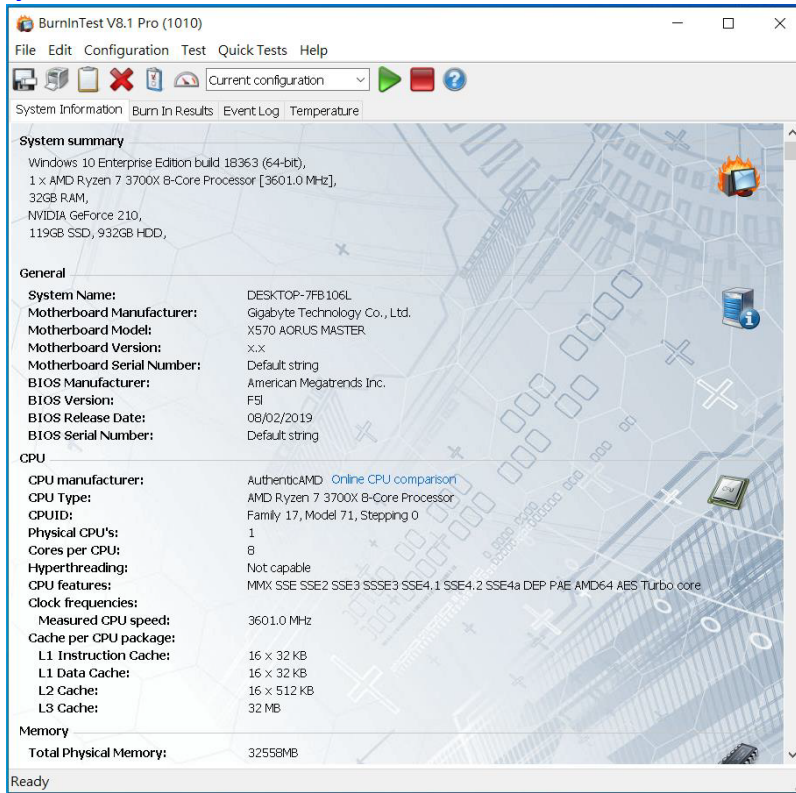 BurnInTest V8.1 Pro (1010)
File Edit Configuration Test Quick Tests Help
Current configuration
System Information Burn In Results Event Log Temperature
System summary
Windows 10 Enterprise Edition build 18363 (64-bit),
1 x AMD Ryzen 7 3700X 8-Core Processor [3601.0 MHz],
32GB RAM,
NVIDIA GeForce 210,
119GB SSD, 932GB HDD,
General
System Name: DESKTOP-7FB106L
Motherboard Manufacturer: Gigabyte Technology Co., Ltd.
Motherboard Model: X570 AORUS MASTER
Motherboard Version: x.x
Motherboard Serial Number: Default string
BIOS Manufacturer: American Megatrends Inc.
BIOS Version: F5l
BIOS Release Date: 08/02/2019
BIOS Serial Number: Default string
CPU
CPU manufacturer: AuthenticAMD Online CPU comparison
CPU Type: AMD Ryzen 7 3700X 8-Core Processor
CPUID: Family 17, Model 71, Stepping 0
Physical CPU's: 1
Cores per CPU: 8
Hyperthreading: Not capable
CPU features: MMX SSE SSE2 SSE3 SSSE3 SSE4.1 SSE4.2 SSE4a DEP PAE AMD64 AES Turbo core
Clock frequencies:
Measured CPU speed: 3601.0 MHz
Cache per CPU package:
L1 Instruction Cache: 16 x 32 KB
L1 Data Cache: 16 x 32 KB
L2 Cache: 16 x 512 KB
L3 Cache: 32 MB
Memory
Total Physical Memory: 32558MB
Ready